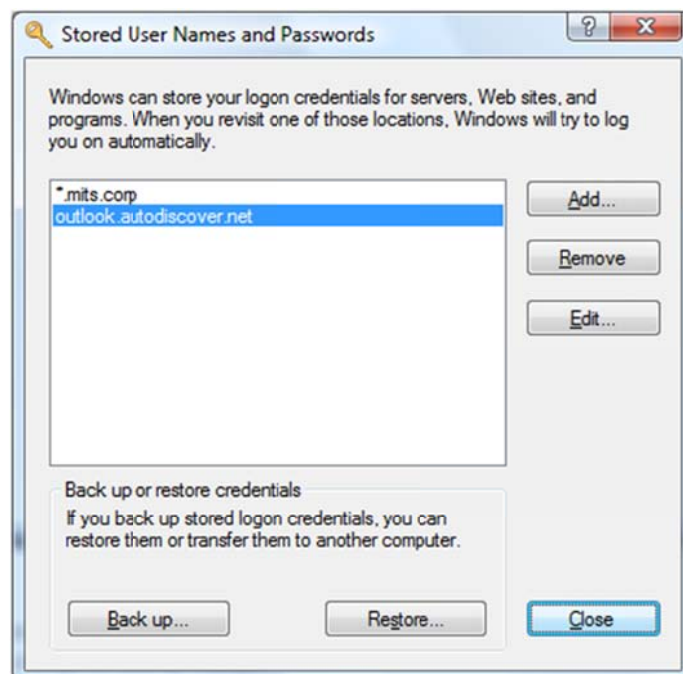 Stored User Names and Passwords
Windows can store your logon credentials for servers, Web sites, and
programs. When you revisit one of those locations, Windows will try to log
you on automatically.
*.mits.corp
outlook.autodiscover.net
Add...
Remove
Edit...
Back up or restore credentials
If you back up stored logon credentials, you can
restore them or transfer them to another computer.
Back up...
Restore...
Close